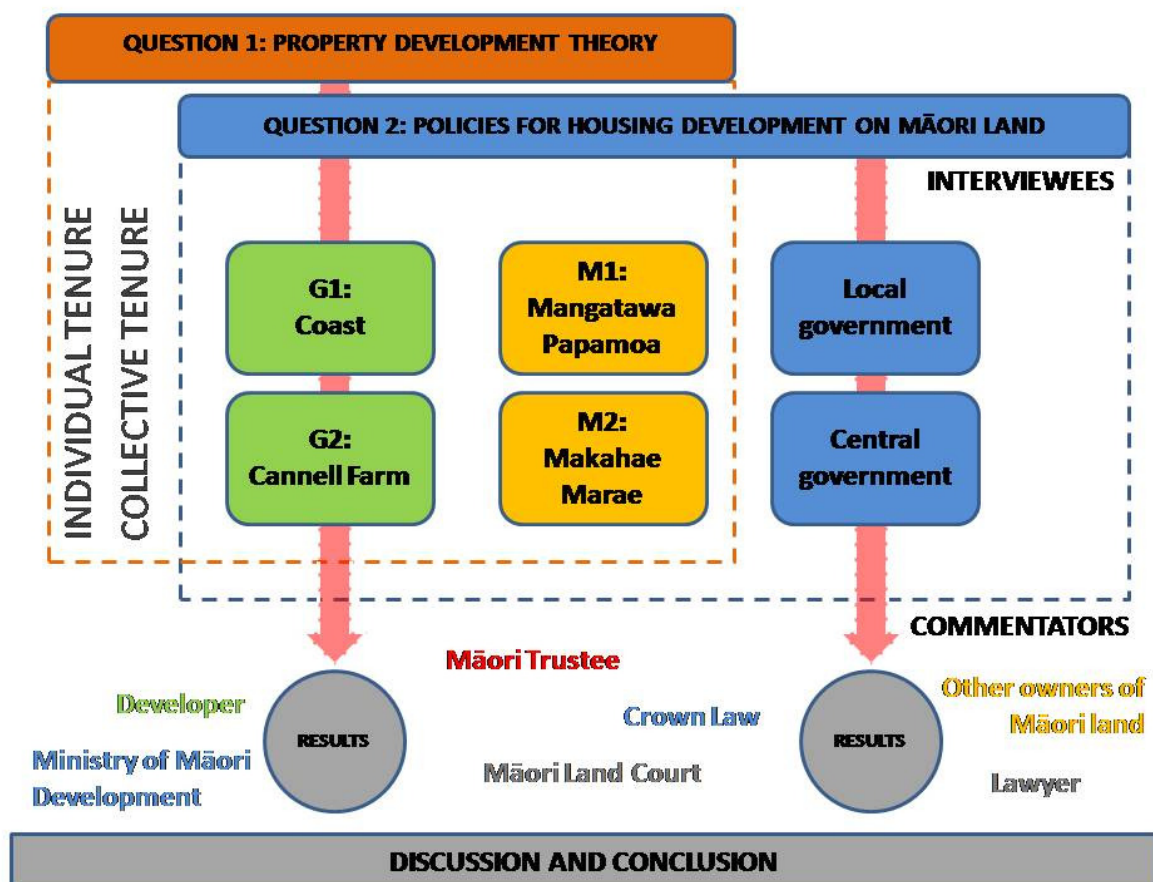 QUESTION 1: PROPERTY DEVELOPMENT THEORY
QUESTION 2: POLICIES FOR HOUSING DEVELOPMENT ON MĀORI LAND
INTERVIEWEES
INDIVIDUAL TENURE
COLLECTIVE TENURE
G1:
Coast
M1:
Mangatawa
Papamoa
Local
government
G2:
Cannell Farm
M2:
Makahae
Marae
Central
government
COMMENTATORS
Māori Trustee
Developer
Ministry of Māori
Development
RESULTS
Crown Law
Māori Land Court
RESULTS
Other owners of
Māori land
Lawyer
DISCUSSION AND CONCLUSION